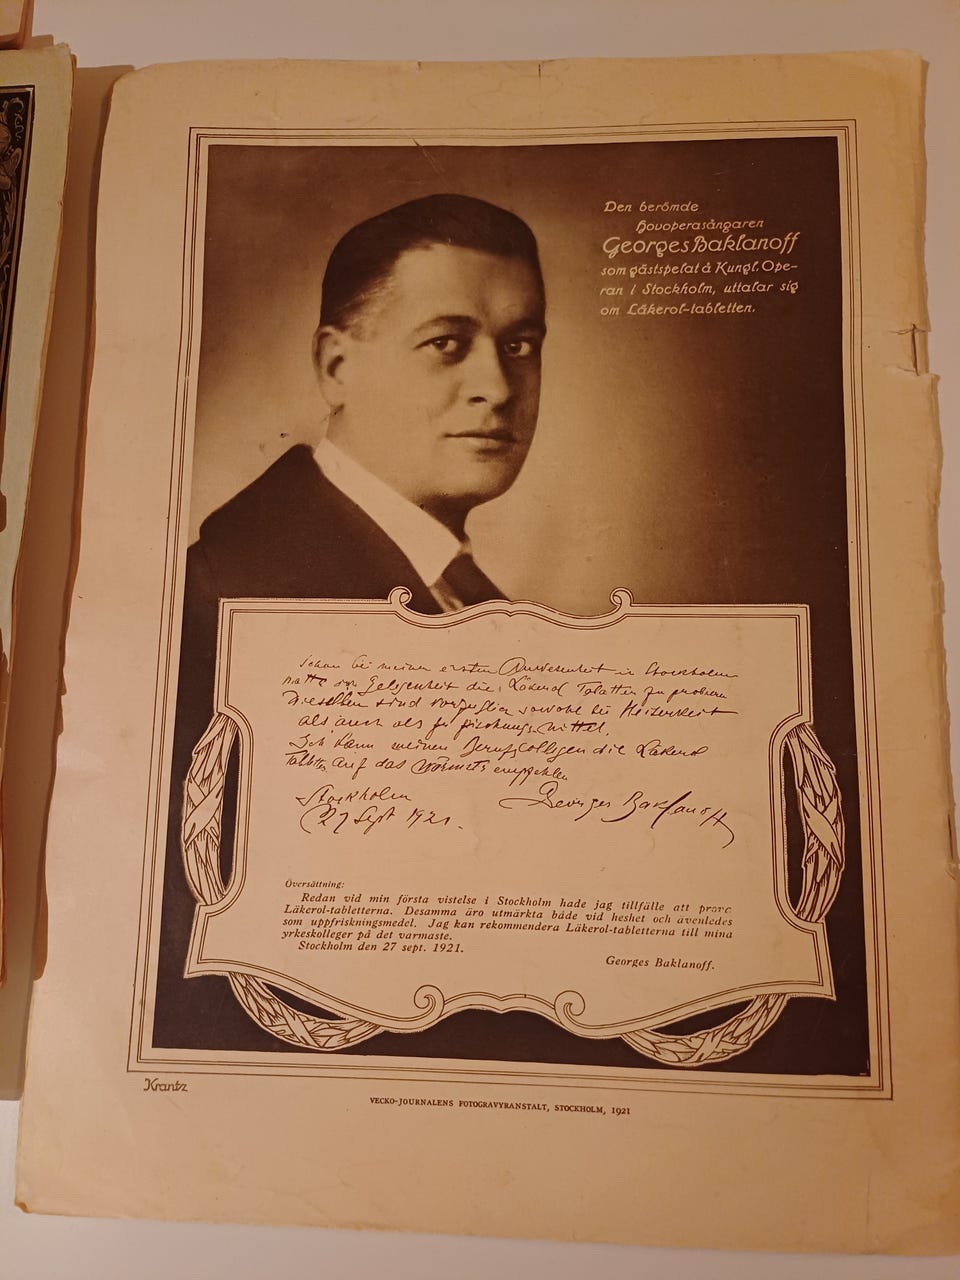 Den berömde
Hovoperasångaren
Georges Baklanoff
som gästspelat å Kungl. Ope-
ran i Stockholm, uttalar sig
om Läkerol-tabletten.
Schon bei meiner ersten Anwesenheit in Stockholm
hatte ich Gelegenheit die Läkerol Tabletten zu probieren
Dieselben sind vorzüglich sowohl bei Heiserkeit
als auch als Mittel.
Ich kann meinen Berufscollegen die Läkerol
Tabletten auf das wärmste empfehlen
Stockholm
27 Sept 1921.
Georges Baklanoff
Översättning:
Redan vid min första vistelse i Stockholm hade jag tillfälle att prova
Läkerol-tabletterna. Desamma äro utmärkta både vid heshet och ävenledes
som uppfriskningsmedel. Jag kan rekommendera Läkerol-tabletterna till mina
yrkeskolleger på det varmaste.
Stockholm den 27 sept. 1921.
Georges Baklanoff.
Krantz
VECKO-JOURNALENS FOTOGRAVYRANSTALT, STOCKHOLM, 1921